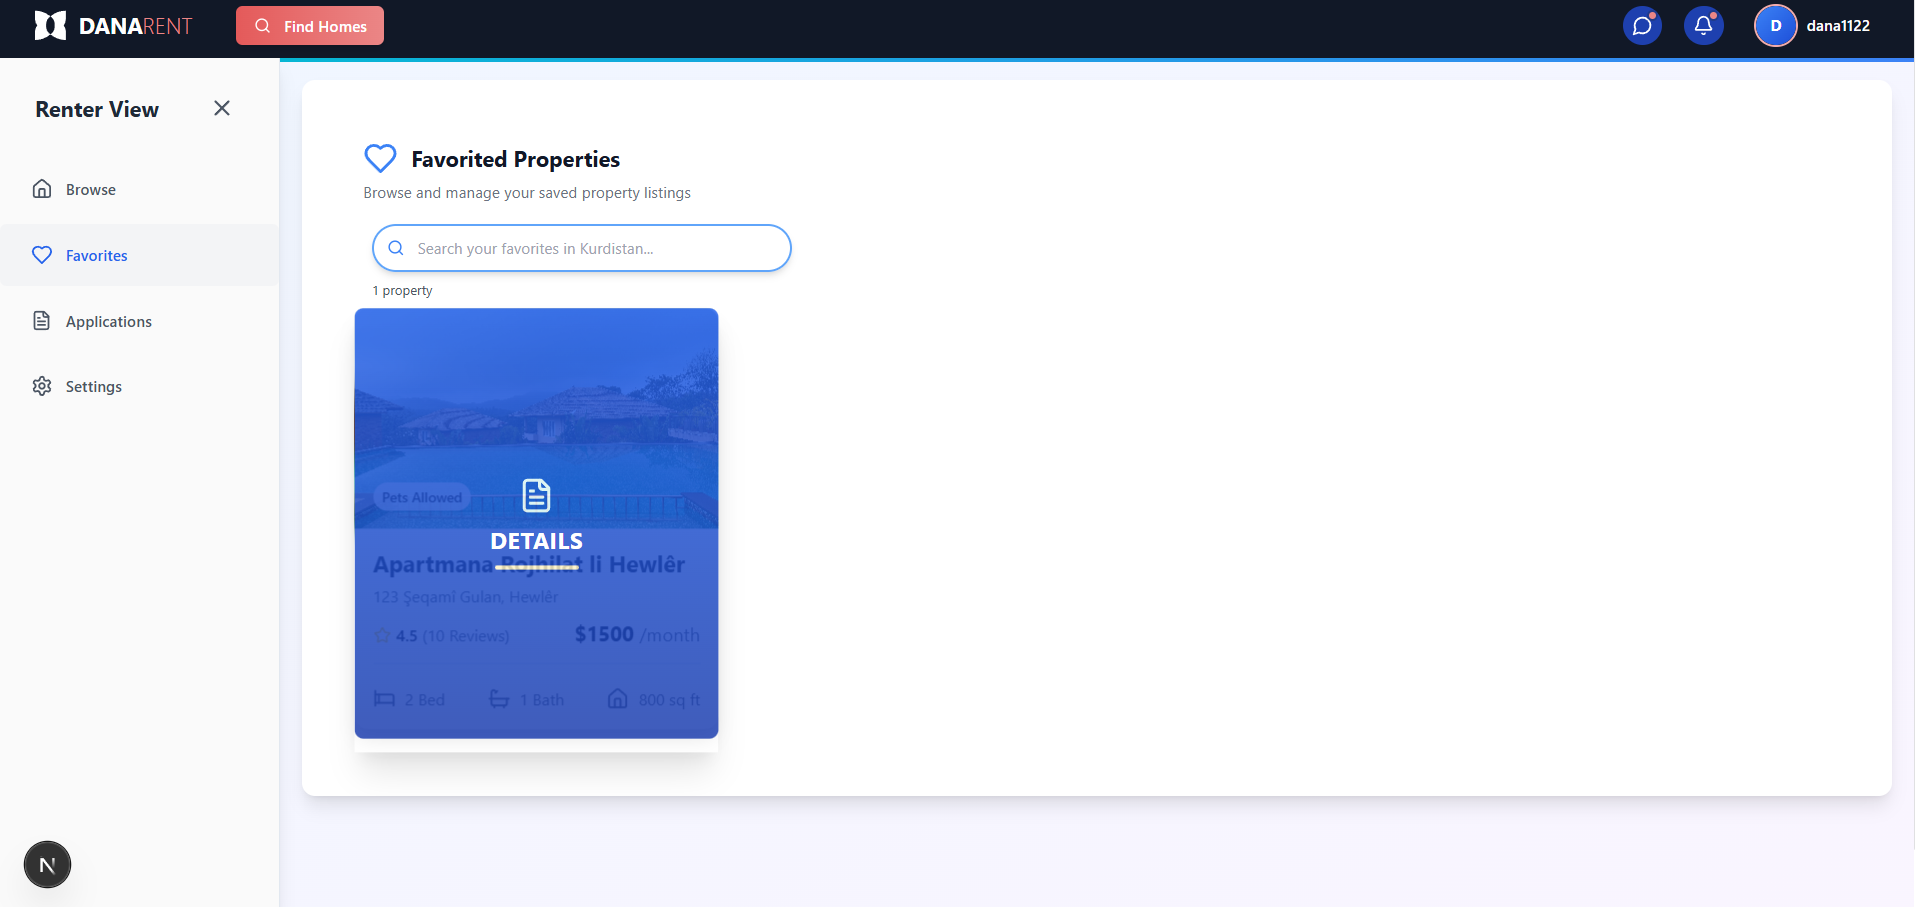 DANARENT
Find Homes
D
dana1122
Renter View
Browse
Favorites
Applications
Settings
N
Favorited Properties
Browse and manage your saved property listings
Search your favorites in Kurdistan...
1 property
Pets Allowed
DETAILS
Apartmana Rojhilat li Hewlêr
123 Şeqamî Gulan, Hewlêr
4.5 (10 Reviews)
$1500 /month
2 Bed
1 Bath
800 sq ft